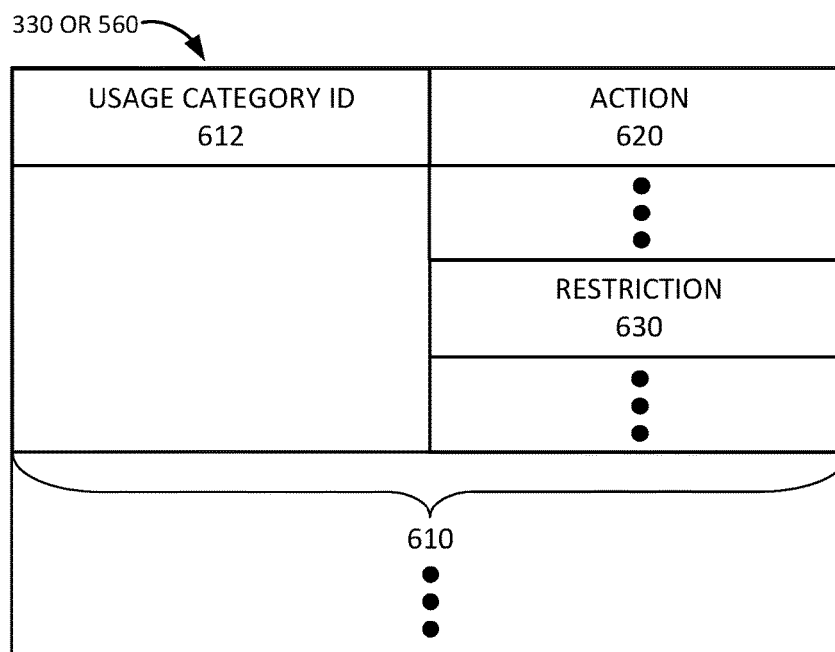 330 OR 560
USAGE CATEGORY ID
612
ACTION
620
RESTRICTION
630
610